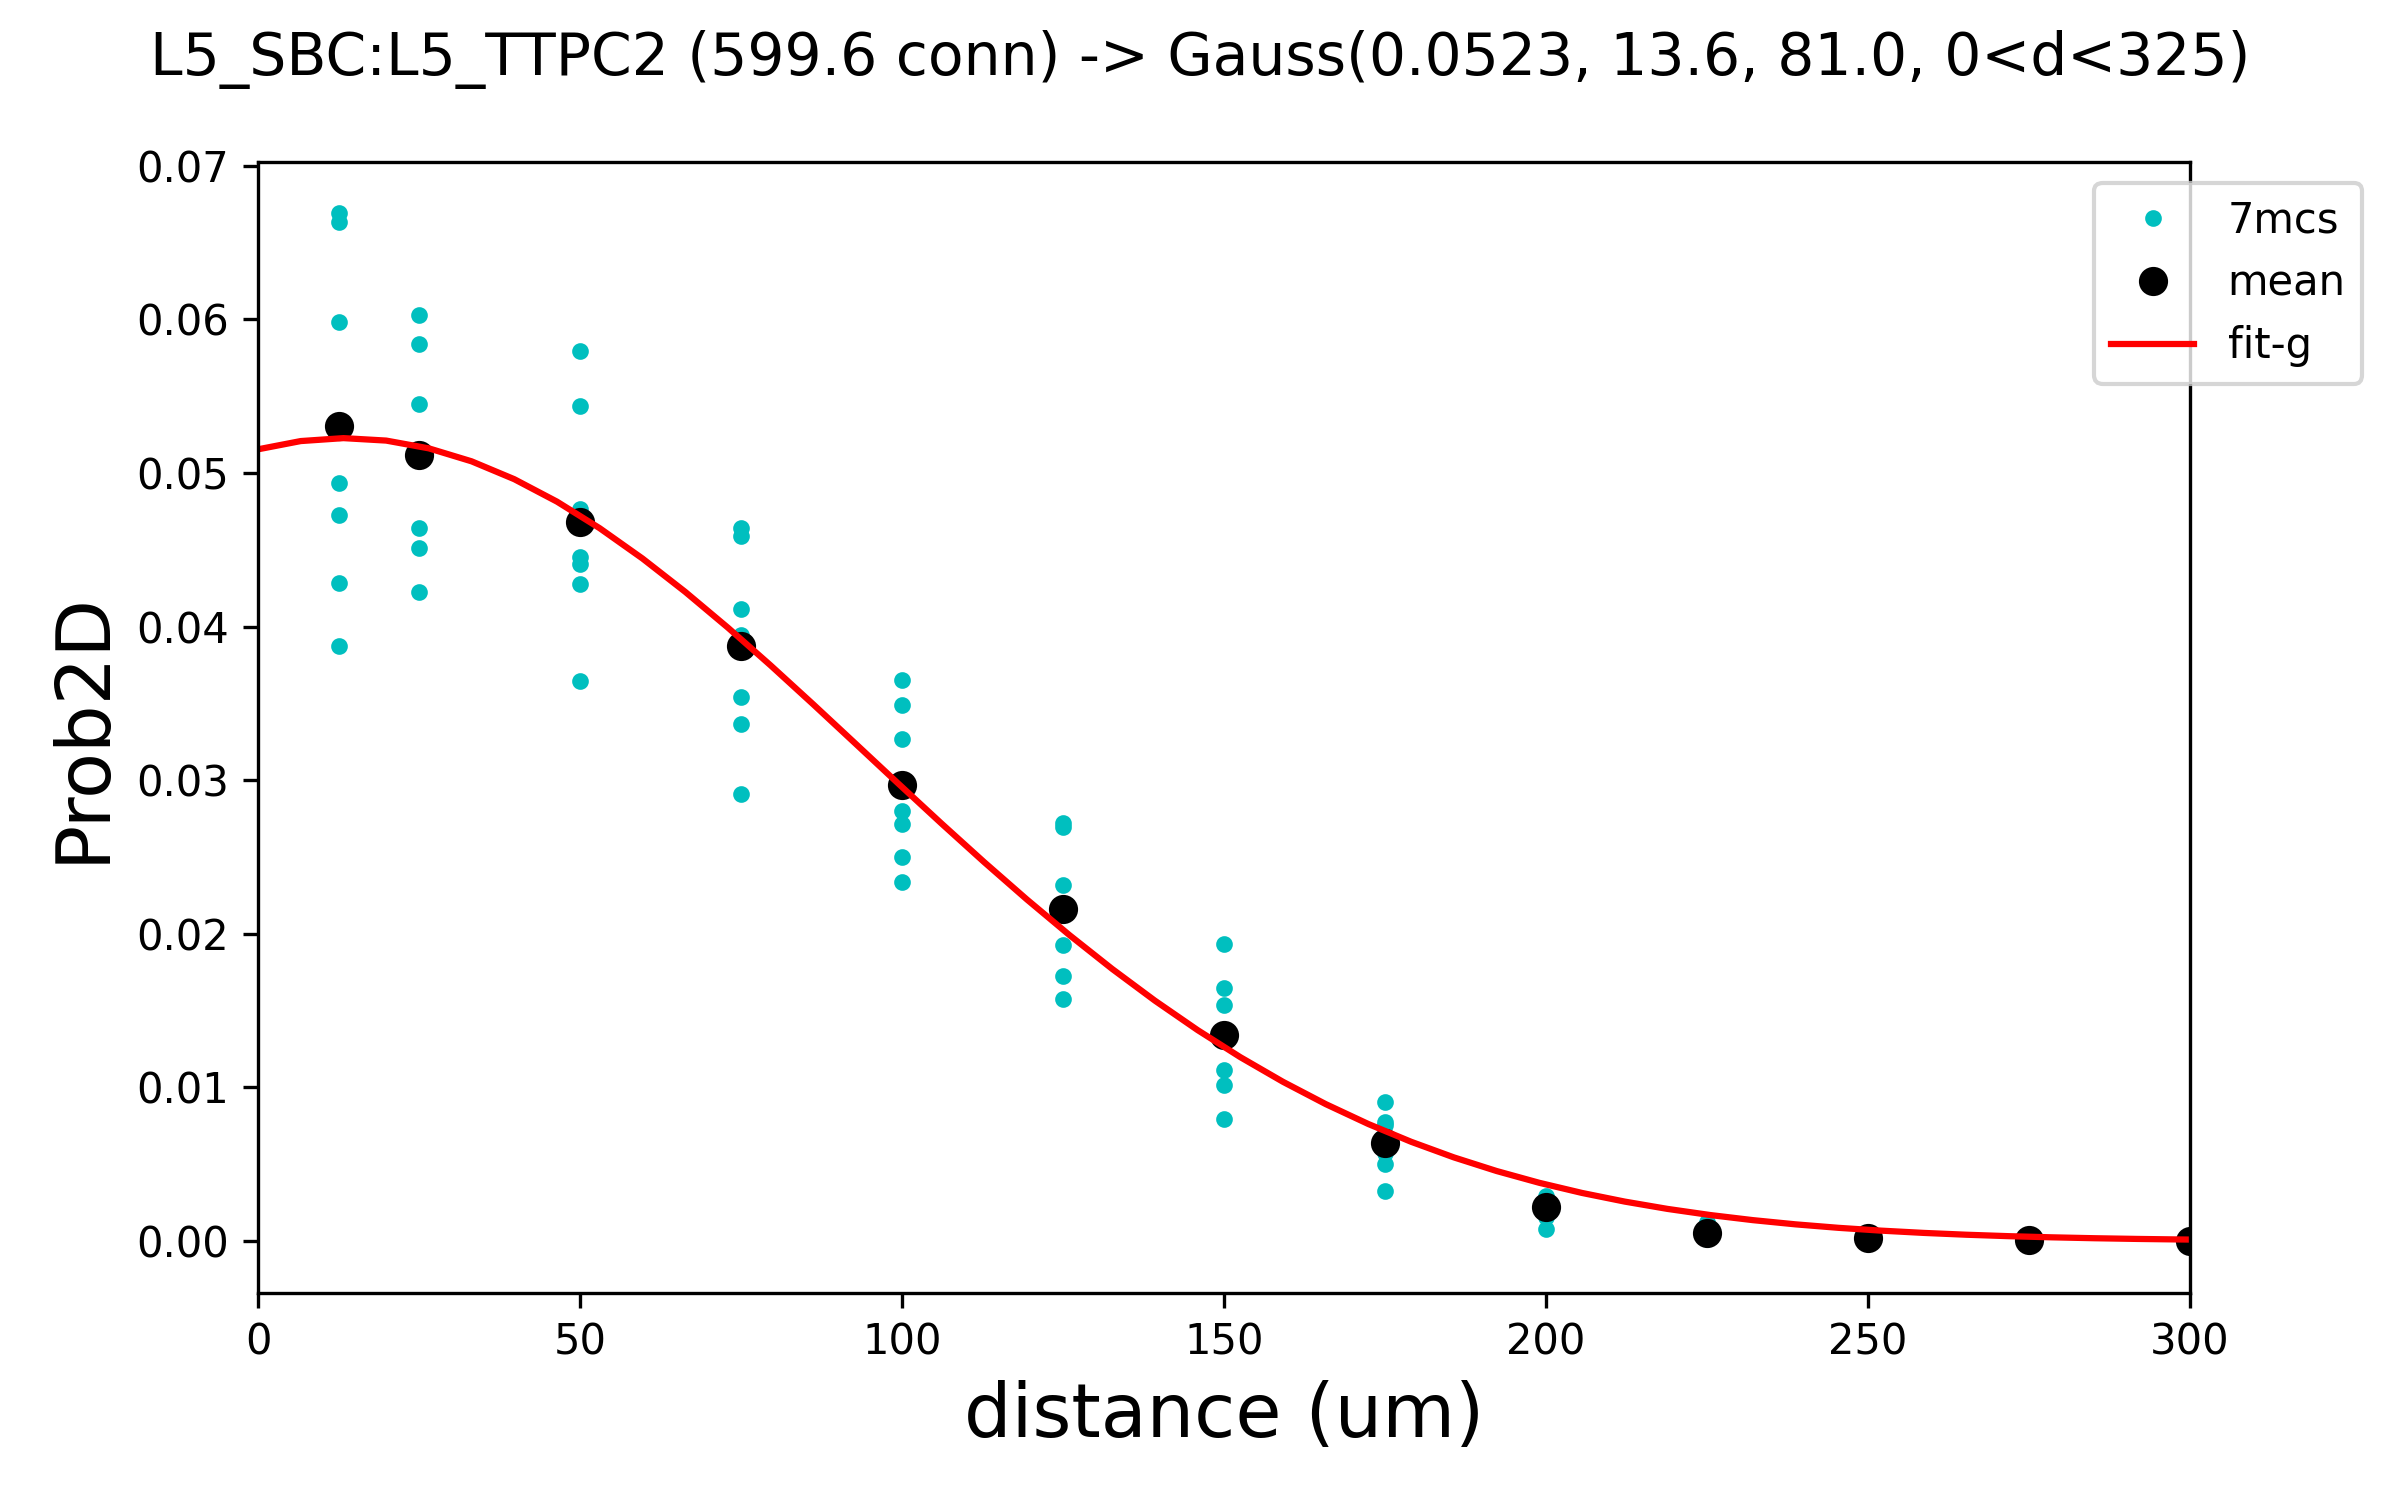 L5_SBC:L5_TTPC2 (599.6 conn) -> Gauss(0.0523, 13.6, 81.0, 0<d<325)
0.07
0.06
0.05
0.04
0.03
0.02
0.01
0.00
Prob2D
7mcs
mean
fit-g
0 50 100 150 200 250 300
distance (um)